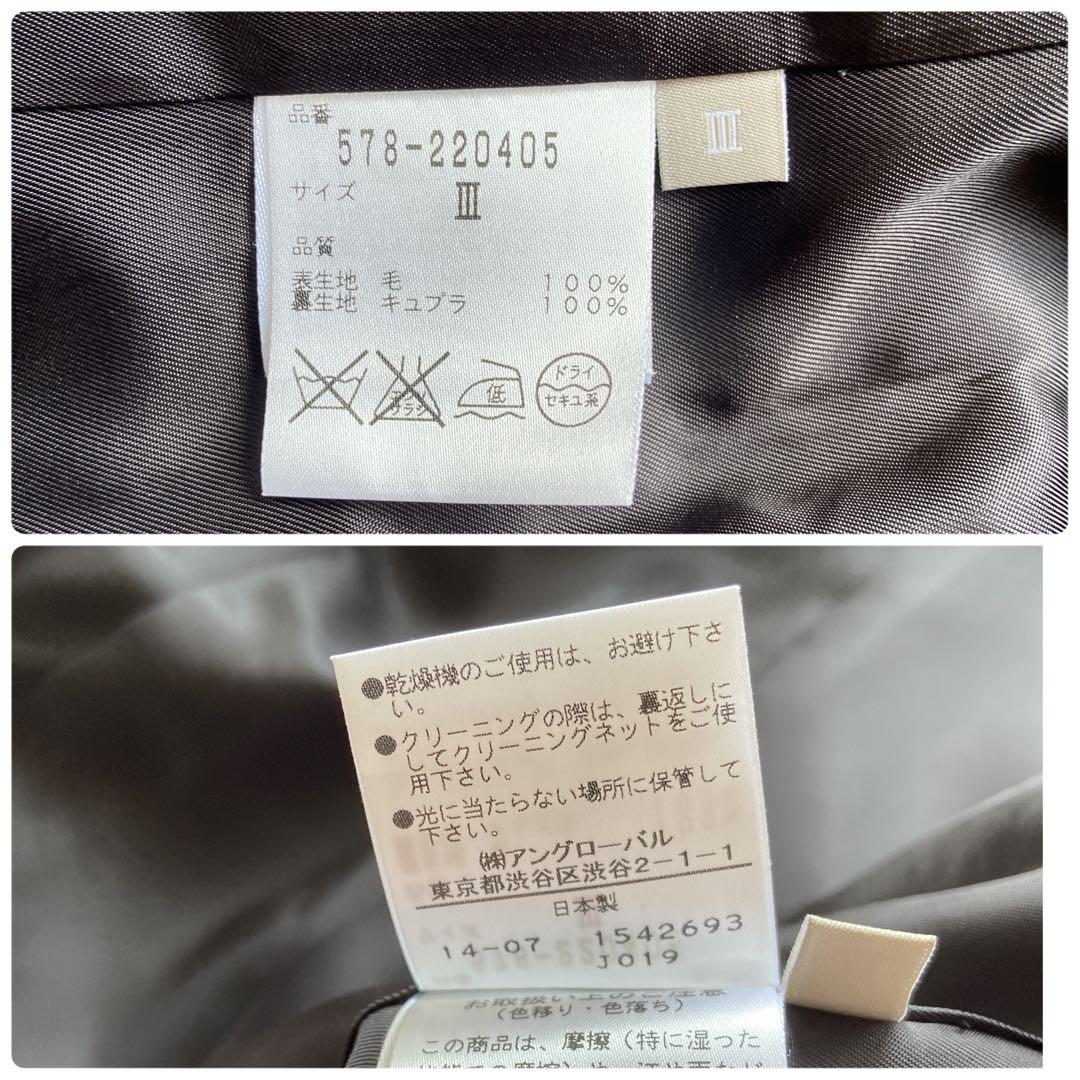 品番
578-220405
サイズ Ⅲ
Ⅲ
品質
表生地 毛 100%
裏生地 キュプラ 100%
エンソ
サラシ
低
ドライ
セキユ系
●乾燥機のご使用は、お避け下さ
い。
●クリーニングの際は、裏返しに
してクリーニングネットをご使
用下さい。
●光に当たらない場所に保管して
下さい。
㈱アングローバル
東京都渋谷区渋谷2-1-1
日本製
14-07 1542693
J019
お取扱い上のご注意
(色移り・色落ち)
この商品は、摩擦(特に湿った